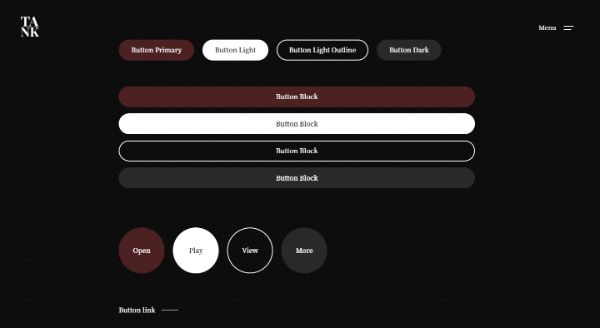 TA
NK
Menu
Button Primary
Button Light
Button Light Outline
Button Dark
Button Block
Button Block
Button Block
Button Block
Open
Play
View
More
Button link